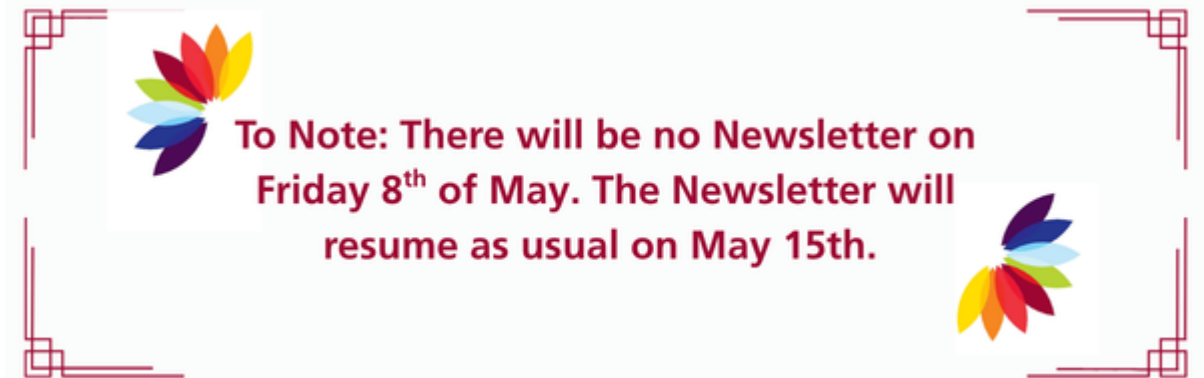 To Note: There will be no Newsletter on
Friday 8th of May. The Newsletter will
resume as usual on May 15th.